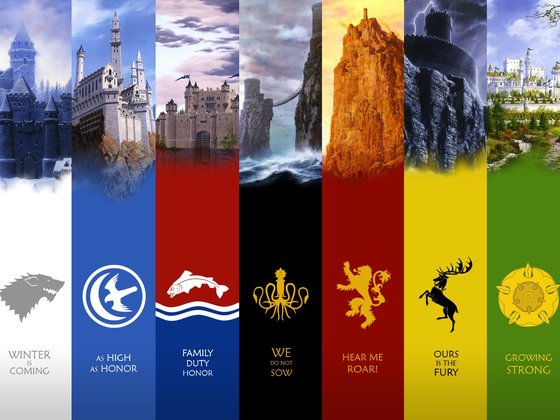 WINTER
IS
COMING
AS HIGH
AS HONOR
FAMILY
DUTY
HONOR
WE
DO NOT
SOW
HEAR ME
ROAR!
OURS
IS THE
FURY
GROWING
STRONG